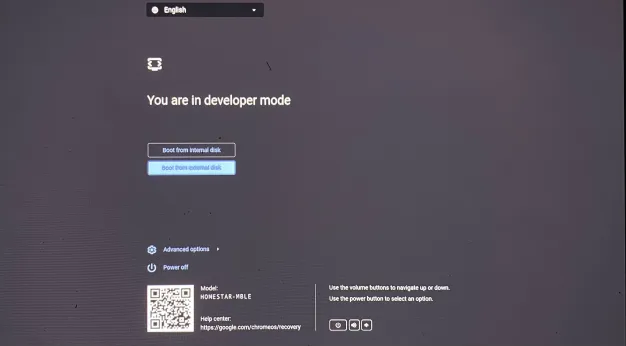 English
You are in developer mode
Boot from internal disk
Boot from external disk
Advanced options
Power off
Model:
HOMESTAR-MBLE
Help center:
https://google.com/chromeos/recovery
Use the volume buttons to navigate up or down.
Use the power button to select an option.